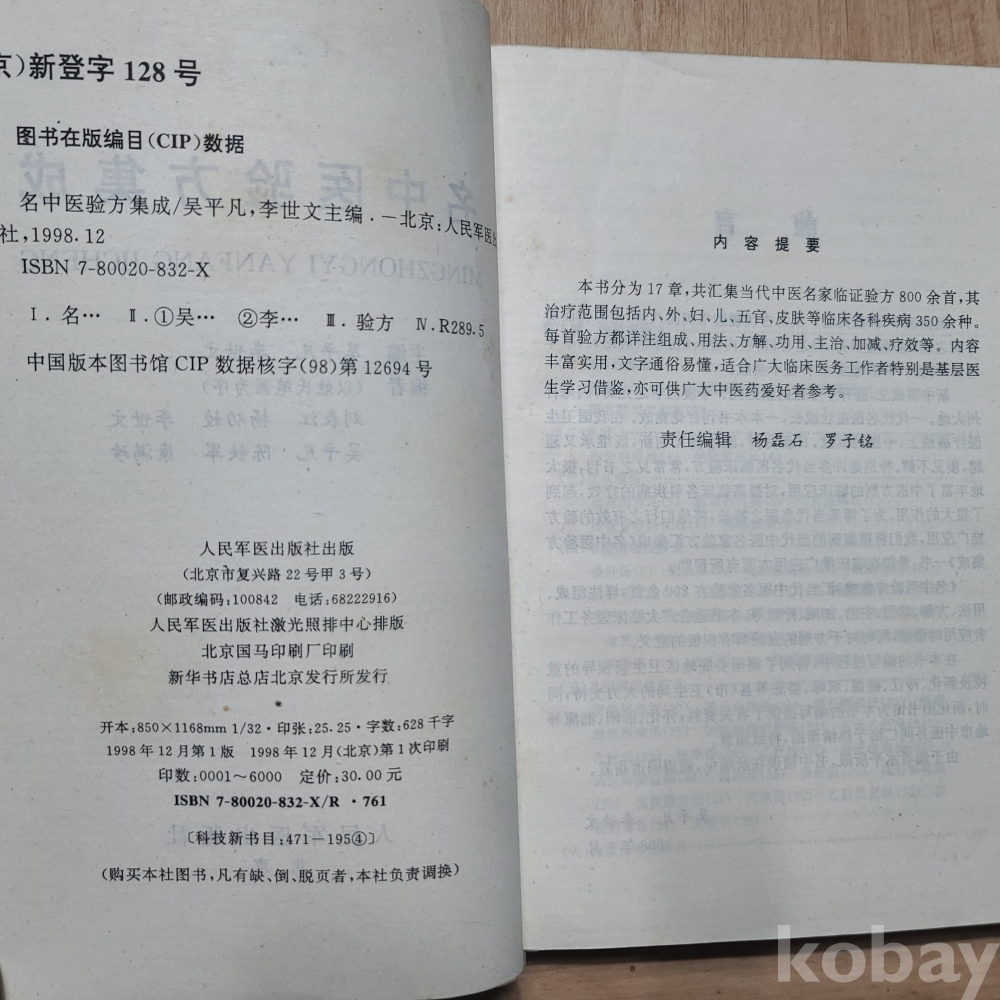 京)新登字 128 号
图书在版编目(CIP)数据
名中医验方集成/吴平凡,李世文主编.—北京:人民军医出
社,1998.12
ISBN 7-80020-832-X
Ⅰ.名… Ⅱ.①吴… ②李… Ⅲ.验方 Ⅳ.R289.5
中国版本图书馆 CIP 数据核字(98)第 12694 号
人民军医出版社出版
(北京市复兴路 22 号甲 3 号)
(邮政编码:100842 电话:68222916)
人民军医出版社激光照排中心排版
北京国马印刷厂印刷
新华书店总店北京发行所发行
*
开本:850×1168mm 1/32·印张:25.25·字数:628 千字
1998 年 12 月第 1 版 1998 年 12 月(北京)第 1 次印刷
印数:0001~6000 定价:30.00 元
ISBN 7-80020-832-X/R·761
[科技新书目:471-195④]
(购买本社图书,凡有缺、倒、脱页者,本社负责调换)
内容提要
本书分为 17 章,共汇集当代中医名家临证验方 800 余首,其
治疗范围包括内、外、妇、儿、五官、皮肤等临床各科疾病 350 余种。
每首验方都详注组成、用法、方解、功用、主治、加减、疗效等。内容
丰富实用,文字通俗易懂,适合广大临床医务工作者特别是基层医
生学习借鉴,亦可供广大中医药爱好者参考。
责任编辑 杨磊石 罗子铭
kobay